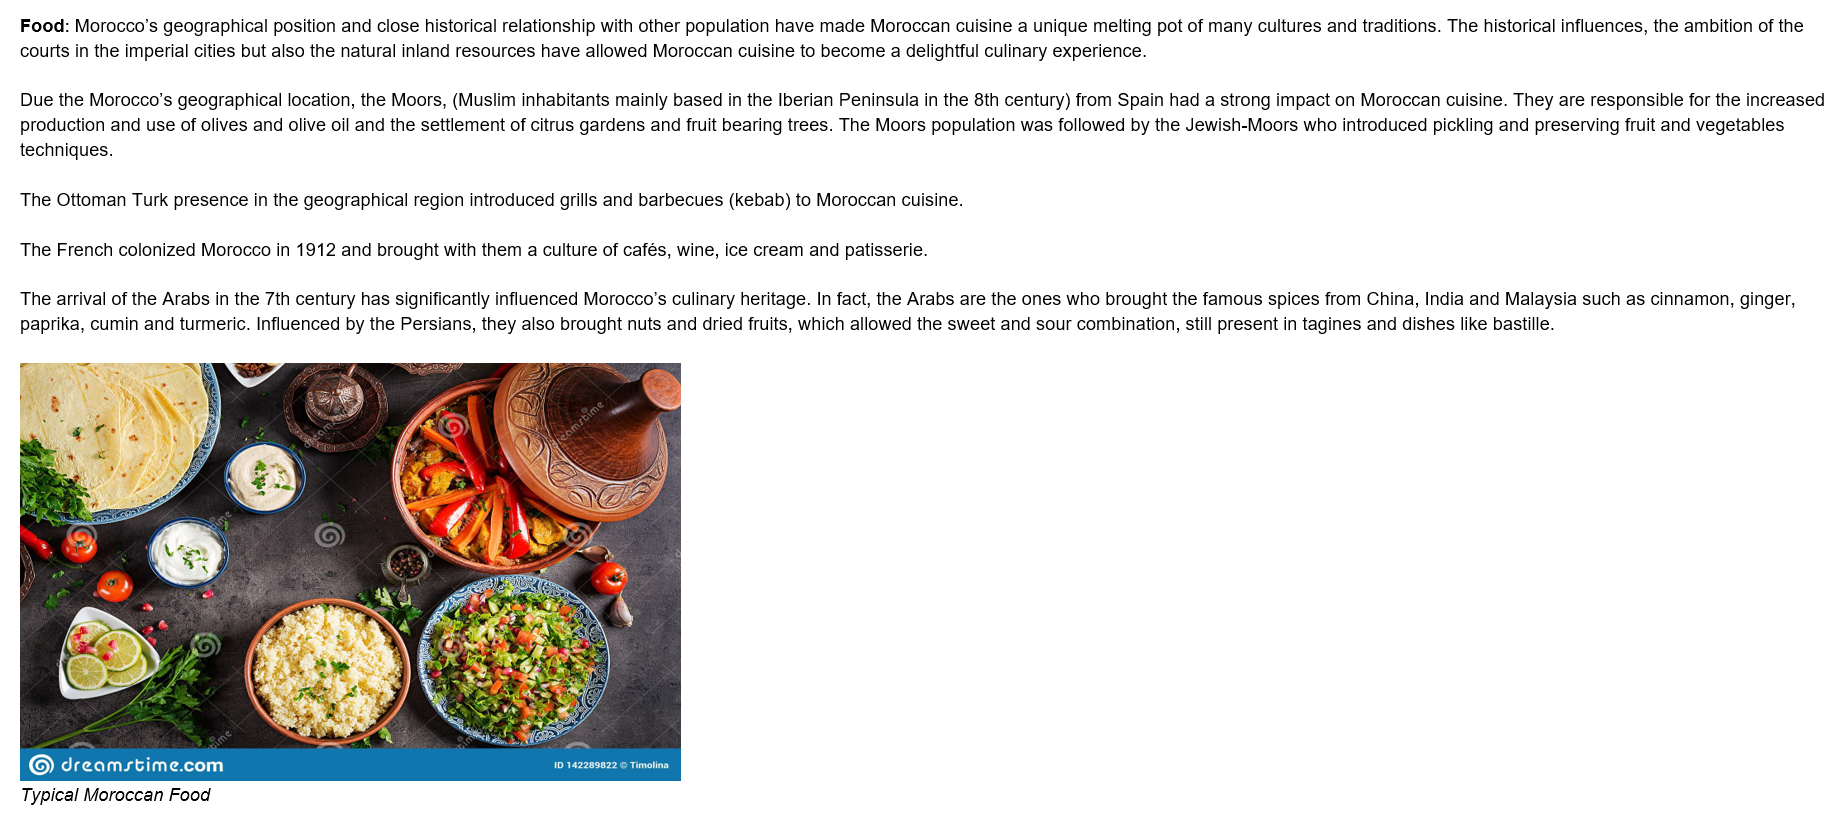 Food: Morocco’s geographical position and close historical relationship with other population have made Moroccan cuisine a unique melting pot of many cultures and traditions. The historical influences, the ambition of the
courts in the imperial cities but also the natural inland resources have allowed Moroccan cuisine to become a delightful culinary experience.
Due the Morocco’s geographical location, the Moors, (Muslim inhabitants mainly based in the Iberian Peninsula in the 8th century) from Spain had a strong impact on Moroccan cuisine. They are responsible for the increased
production and use of olives and olive oil and the settlement of citrus gardens and fruit bearing trees. The Moors population was followed by the Jewish-Moors who introduced pickling and preserving fruit and vegetables
techniques.
The Ottoman Turk presence in the geographical region introduced grills and barbecues (kebab) to Moroccan cuisine.
The French colonized Morocco in 1912 and brought with them a culture of cafés, wine, ice cream and patisserie.
The arrival of the Arabs in the 7th century has significantly influenced Morocco’s culinary heritage. In fact, the Arabs are the ones who brought the famous spices from China, India and Malaysia such as cinnamon, ginger,
paprika, cumin and turmeric. Influenced by the Persians, they also brought nuts and dried fruits, which allowed the sweet and sour combination, still present in tagines and dishes like bastille.
dreamstime.com
ID 142289822 © Timolina
Typical Moroccan Food